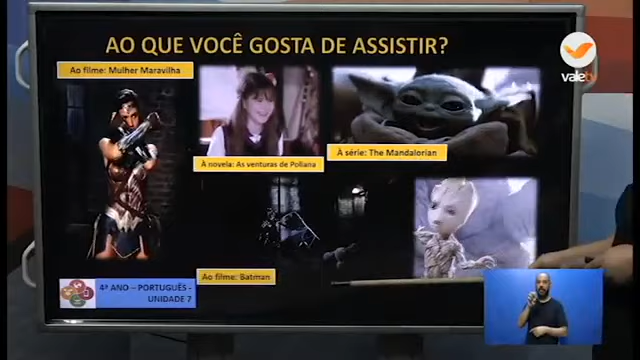 AO QUE VOCÊ GOSTA DE ASSISTIR?
Ao filme: Mulher Maravilha
À novela: As venturas de Poliana
À série: The Mandalorian
Ao filme: Batman
4º ANO – PORTUGUÊS –
UNIDADE 7